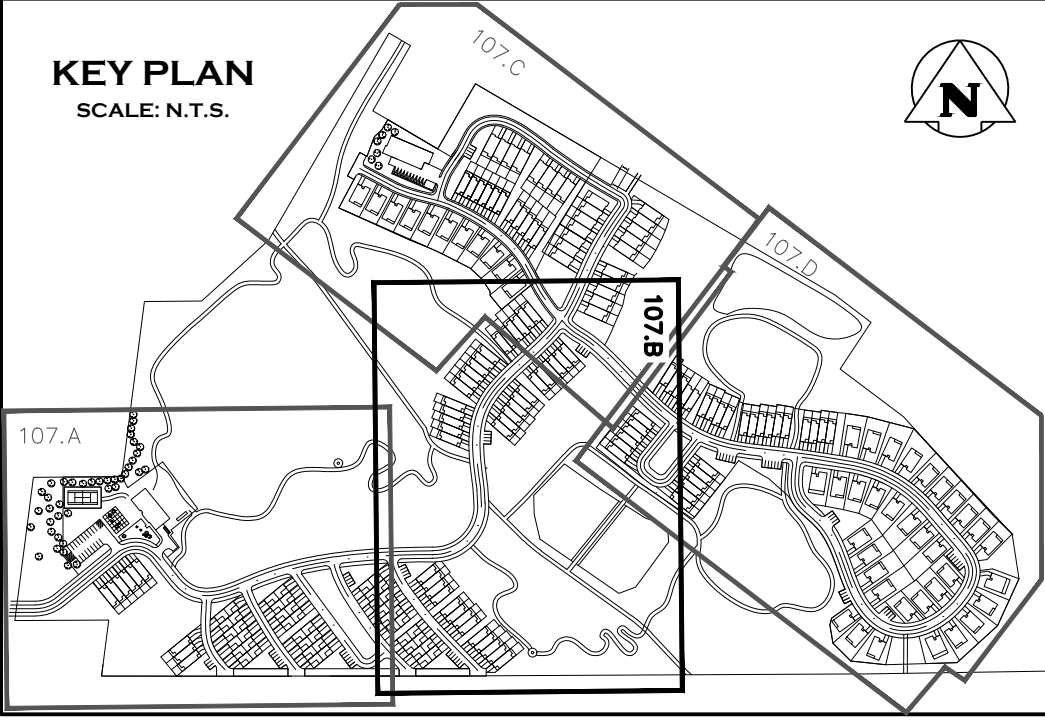 KEY PLAN
SCALE: N.T.S.
107.C
N
107.D
107.B
107.A